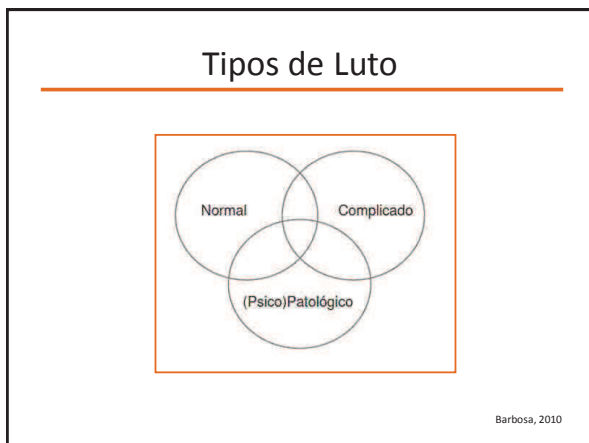 Tipos de Luto
Normal
Complicado
(Psico)Patológico
Barbosa, 2010